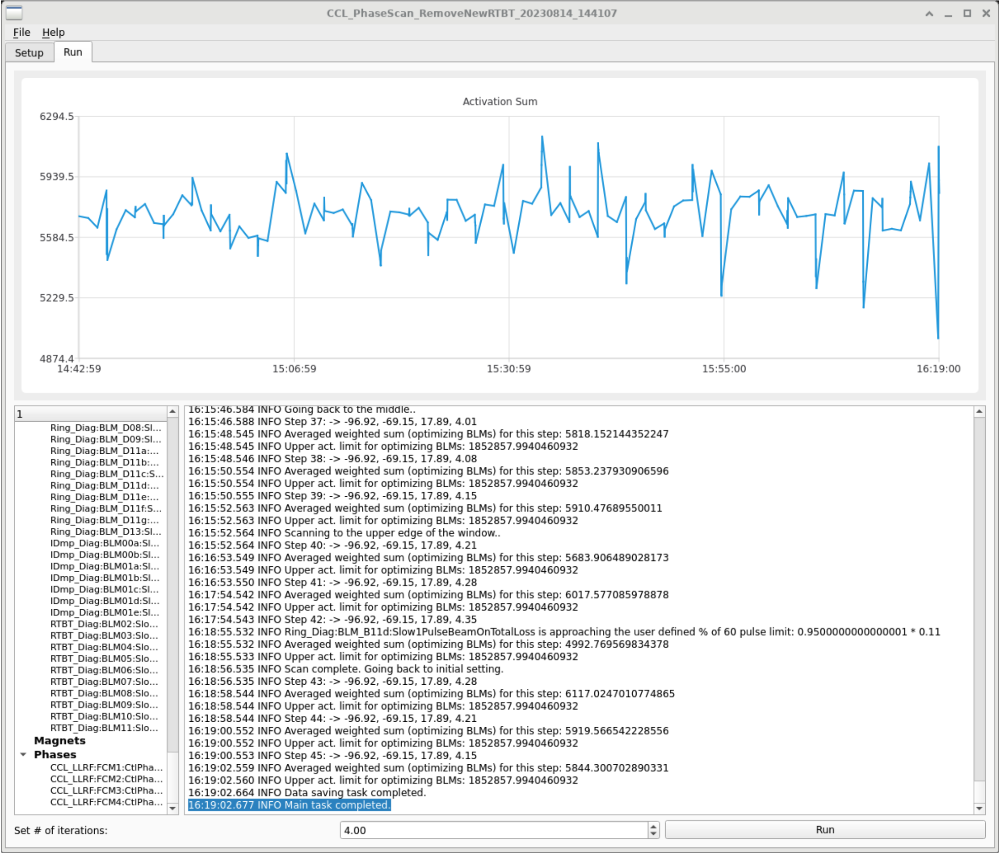 CCL_PhaseScan_RemoveNewRTBT_20230814_144107
File Help
Setup Run
Activation Sum
6294.5
5939.5
5584.5
5229.5
4874.4
14:42:59 15:06:59 15:30:59 15:55:00 16:19:00
1
Ring_Diag:BLM_D08:Sl...
Ring_Diag:BLM_D09:Sl...
Ring_Diag:BLM_D11a:...
Ring_Diag:BLM_D11b:...
Ring_Diag:BLM_D11c:S...
Ring_Diag:BLM_D11d:...
Ring_Diag:BLM_D11e:...
Ring_Diag:BLM_D11f:S...
Ring_Diag:BLM_D11g:...
Ring_Diag:BLM_D13:Sl...
IDmp_Diag:BLM00a:Sl...
IDmp_Diag:BLM00b:Sl...
IDmp_Diag:BLM01a:Sl...
IDmp_Diag:BLM01b:Sl...
IDmp_Diag:BLM01c:Sl...
IDmp_Diag:BLM01d:Sl...
IDmp_Diag:BLM01e:Sl...
RTBT_Diag:BLM02:Slo...
RTBT_Diag:BLM03:Slo...
RTBT_Diag:BLM04:Slo...
RTBT_Diag:BLM05:Slo...
RTBT_Diag:BLM06:Slo...
RTBT_Diag:BLM07:Slo...
RTBT_Diag:BLM08:Slo...
RTBT_Diag:BLM09:Slo...
RTBT_Diag:BLM10:Slo...
RTBT_Diag:BLM11:Slo...
Magnets
Phases
CCL_LLRF:FCM1:CtlPha...
CCL_LLRF:FCM2:CtlPha...
CCL_LLRF:FCM3:CtlPha...
CCL_LLRF:FCM4:CtlPha...
16:15:46.584 INFO Going back to the middle..
16:15:46.588 INFO Step 37: -> -96.92, -69.15, 17.89, 4.01
16:15:48.545 INFO Averaged weighted sum (optimizing BLMs) for this step: 5818.152144352247
16:15:48.545 INFO Upper act. limit for optimizing BLMs: 1852857.9940460932
16:15:48.546 INFO Step 38: -> -96.92, -69.15, 17.89, 4.08
16:15:50.554 INFO Averaged weighted sum (optimizing BLMs) for this step: 5853.237930906596
16:15:50.554 INFO Upper act. limit for optimizing BLMs: 1852857.9940460932
16:15:50.555 INFO Step 39: -> -96.92, -69.15, 17.89, 4.15
16:15:52.563 INFO Averaged weighted sum (optimizing BLMs) for this step: 5910.47689550011
16:15:52.563 INFO Upper act. limit for optimizing BLMs: 1852857.9940460932
16:15:52.564 INFO Scanning to the upper edge of the window..
16:15:52.564 INFO Step 40: -> -96.92, -69.15, 17.89, 4.21
16:16:53.549 INFO Averaged weighted sum (optimizing BLMs) for this step: 5683.906489028173
16:16:53.549 INFO Upper act. limit for optimizing BLMs: 1852857.9940460932
16:16:53.550 INFO Step 41: -> -96.92, -69.15, 17.89, 4.28
16:17:54.542 INFO Averaged weighted sum (optimizing BLMs) for this step: 6017.577085978878
16:17:54.542 INFO Upper act. limit for optimizing BLMs: 1852857.9940460932
16:17:54.543 INFO Step 42: -> -96.92, -69.15, 17.89, 4.35
16:18:55.532 INFO Ring_Diag:BLM_B11d:Slow1PulseBeamOnTotalLoss is approaching the user defined % of 60 pulse limit: 0.9500000000000001 * 0.11
16:18:55.532 INFO Averaged weighted sum (optimizing BLMs) for this step: 4992.769569834378
16:18:55.533 INFO Upper act. limit for optimizing BLMs: 1852857.9940460932
16:18:56.535 INFO Scan complete. Going back to initial setting.
16:18:56.535 INFO Step 43: -> -96.92, -69.15, 17.89, 4.28
16:18:58.544 INFO Averaged weighted sum (optimizing BLMs) for this step: 6117.0247010774865
16:18:58.544 INFO Upper act. limit for optimizing BLMs: 1852857.9940460932
16:18:58.544 INFO Step 44: -> -96.92, -69.15, 17.89, 4.21
16:19:00.552 INFO Averaged weighted sum (optimizing BLMs) for this step: 5919.566542228556
16:19:00.552 INFO Upper act. limit for optimizing BLMs: 1852857.9940460932
16:19:00.553 INFO Step 45: -> -96.92, -69.15, 17.89, 4.15
16:19:02.559 INFO Averaged weighted sum (optimizing BLMs) for this step: 5844.300702890331
16:19:02.560 INFO Upper act. limit for optimizing BLMs: 1852857.9940460932
16:19:02.664 INFO Data saving task completed.
16:19:02.677 INFO Main task completed.
Set # of iterations: 4.00 Run